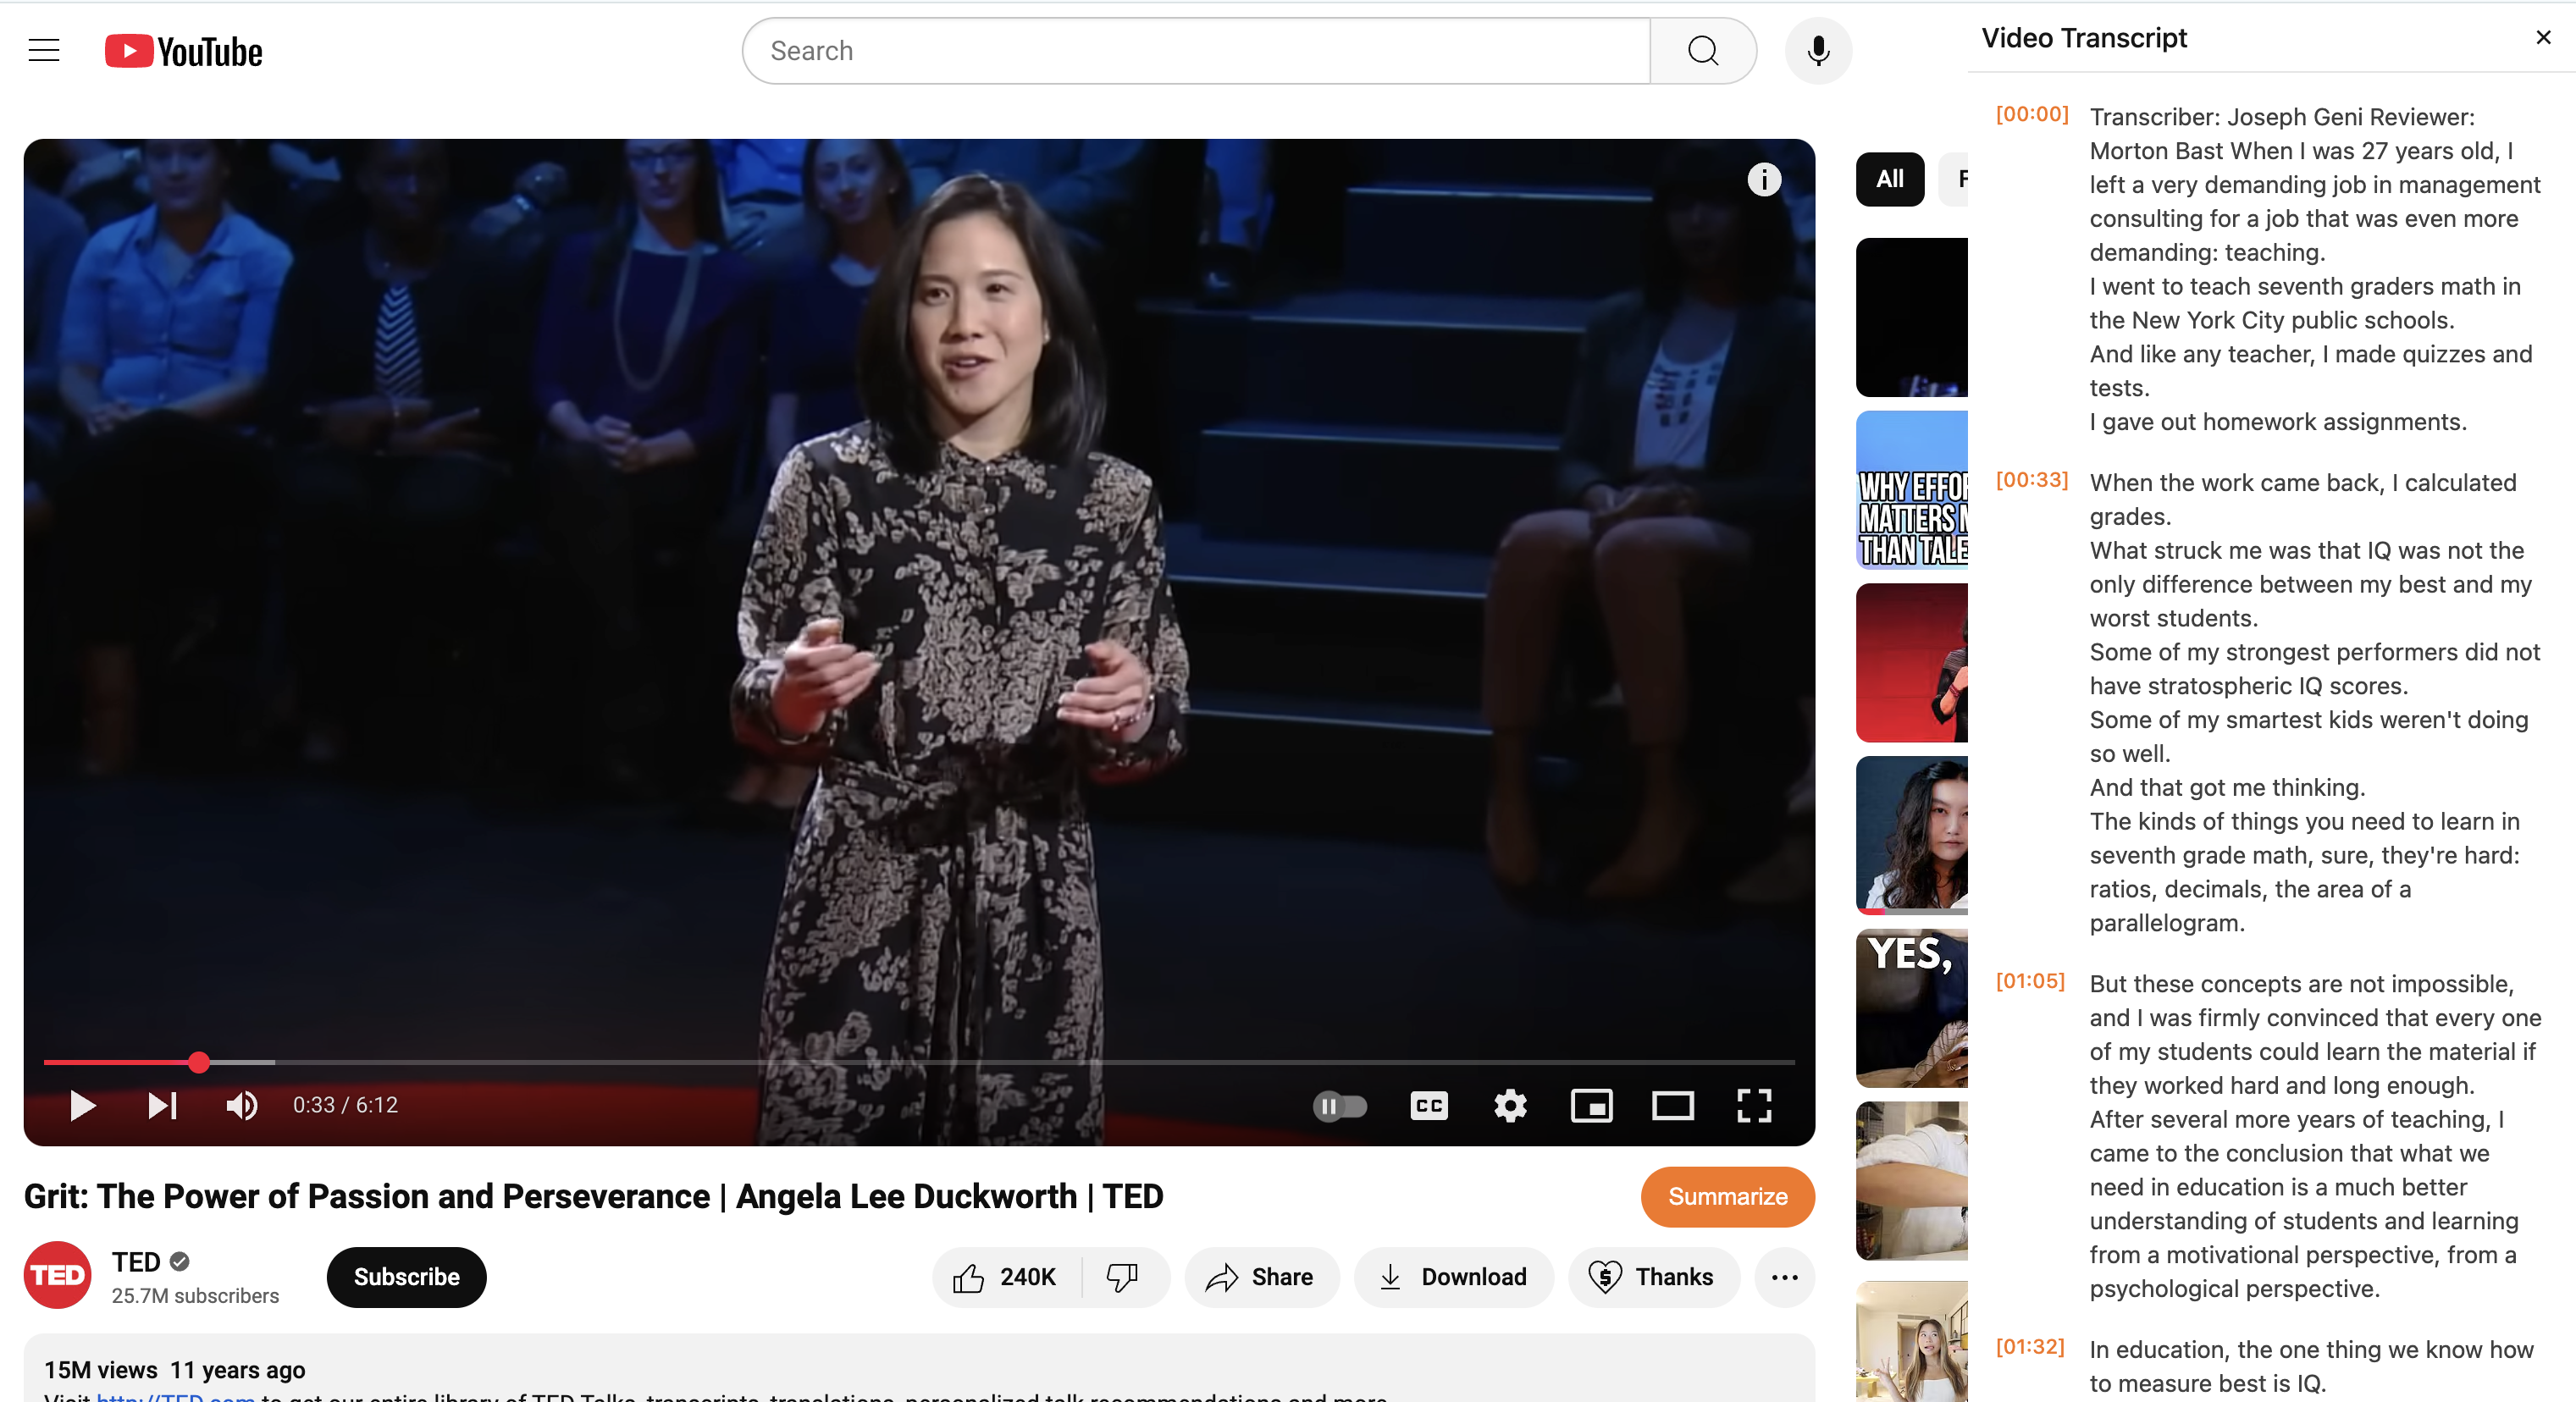 YouTube
Search
Video Transcript
All
WHY
MATTERS
THAN
YES,
0:33 / 6:12
CC
Grit: The Power of Passion and Perseverance | Angela Lee Duckworth | TED
Summarize
TED
TED
25.7M subscribers
Subscribe
240K
Share
Download
Thanks
15M views 11 years ago
Visit http://TED.com to get our entire library of TED Talks, transcripts, translations, personalized talk recommendations and more.
[00:00]
Transcriber: Joseph Geni Reviewer:
Morton Bast When I was 27 years old, I
left a very demanding job in management
consulting for a job that was even more
demanding: teaching.
I went to teach seventh graders math in
the New York City public schools.
And like any teacher, I made quizzes and
tests.
I gave out homework assignments.
[00:33]
When the work came back, I calculated
grades.
What struck me was that IQ was not the
only difference between my best and my
worst students.
Some of my strongest performers did not
have stratospheric IQ scores.
Some of my smartest kids weren't doing
so well.
And that got me thinking.
The kinds of things you need to learn in
seventh grade math, sure, they're hard:
ratios, decimals, the area of a
parallelogram.
[01:05]
But these concepts are not impossible,
and I was firmly convinced that every one
of my students could learn the material if
they worked hard and long enough.
After several more years of teaching, I
came to the conclusion that what we
need in education is a much better
understanding of students and learning
from a motivational perspective, from a
psychological perspective.
[01:32]
In education, the one thing we know how
to measure best is IQ.